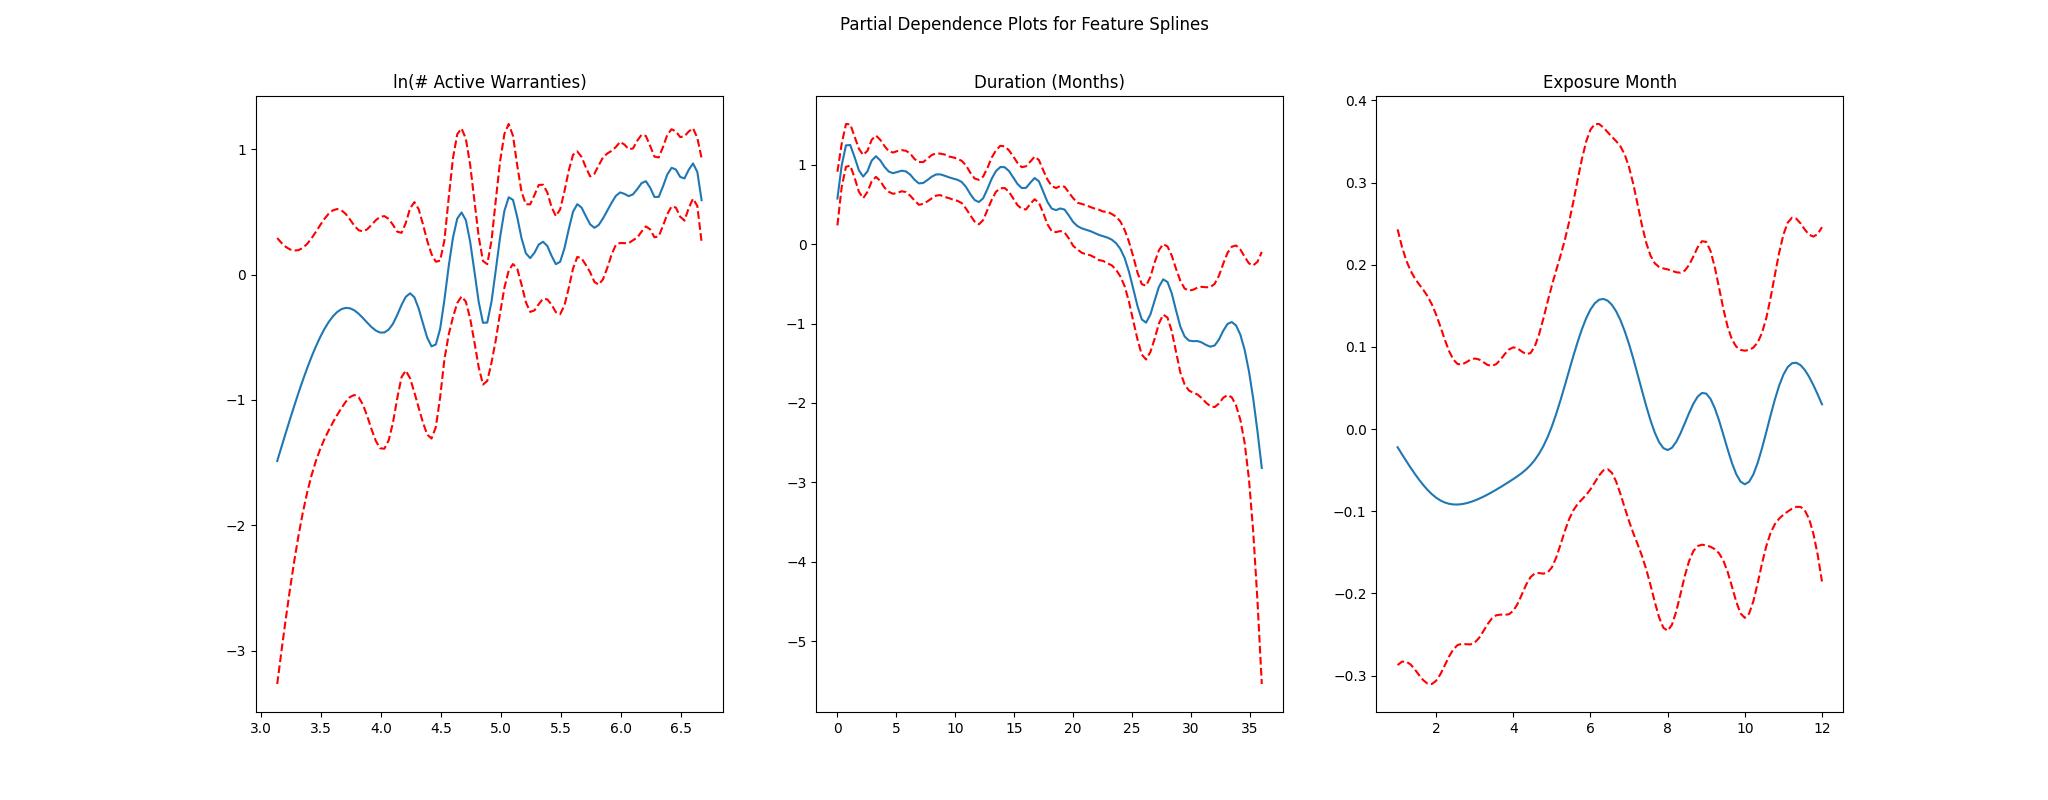 Partial Dependence Plots for Feature Splines
ln(# Active Warranties)
1
0
−1
−2
−3
3.0 3.5 4.0 4.5 5.0 5.5 6.0 6.5
Duration (Months)
1
0
−1
−2
−3
−4
−5
0 5 10 15 20 25 30 35
Exposure Month
0.4
0.3
0.2
0.1
0.0
−0.1
−0.2
−0.3
2 4 6 8 10 12